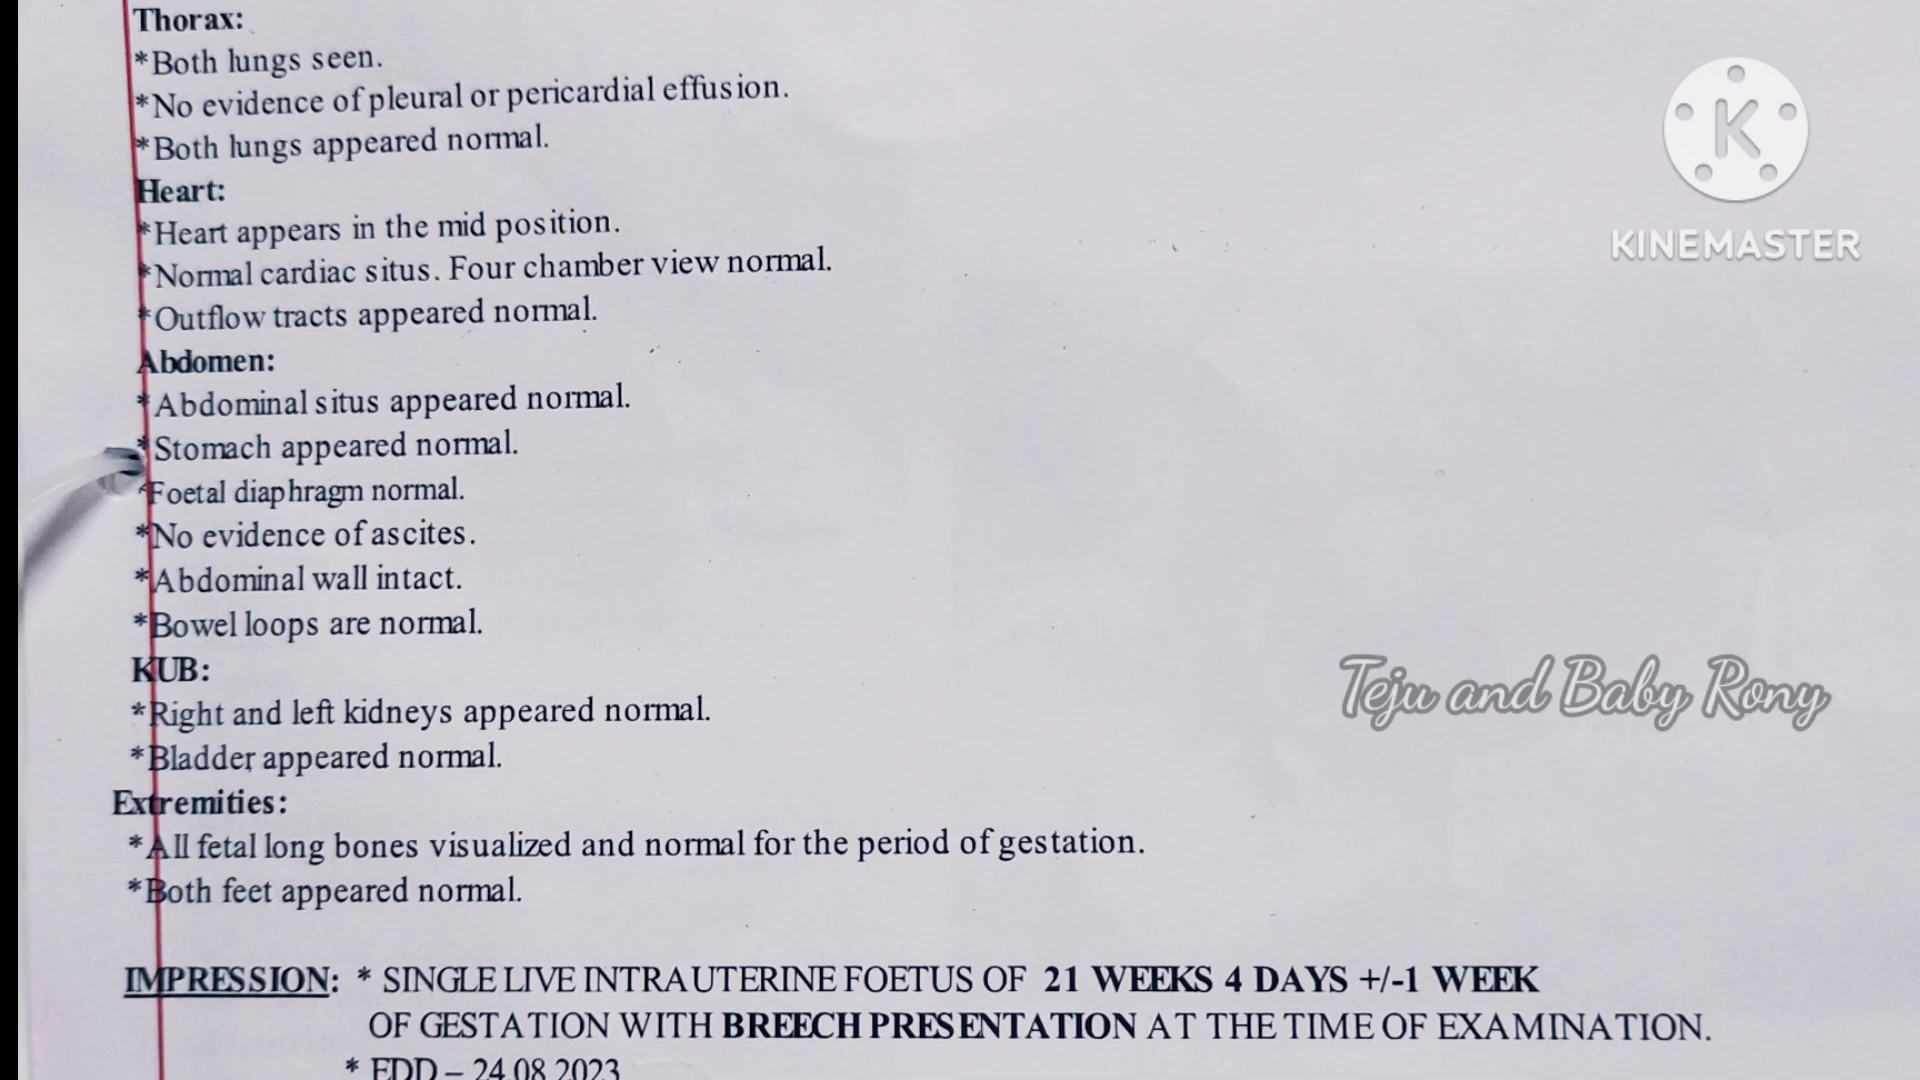 Thorax:
*Both lungs seen.
*No evidence of pleural or pericardial effusion.
*Both lungs appeared normal.
Heart:
*Heart appears in the mid position.
*Normal cardiac situs. Four chamber view normal.
*Outflow tracts appeared normal.
Abdomen:
*Abdominal situs appeared normal.
*Stomach appeared normal.
*Foetal diaphragm normal.
*No evidence of ascites.
*Abdominal wall intact.
*Bowel loops are normal.
KUB:
*Right and left kidneys appeared normal.
*Bladder appeared normal.
Extremities:
*All fetal long bones visualized and normal for the period of gestation.
*Both feet appeared normal.
IMPRESSION: * SINGLE LIVE INTRAUTERINE FOETUS OF 21 WEEKS 4 DAYS +/-1 WEEK
OF GESTATION WITH BREECH PRESENTATION AT THE TIME OF EXAMINATION.
* EDD – 24.08.2023
K
KINEMASTER
Teju and Baby Rony